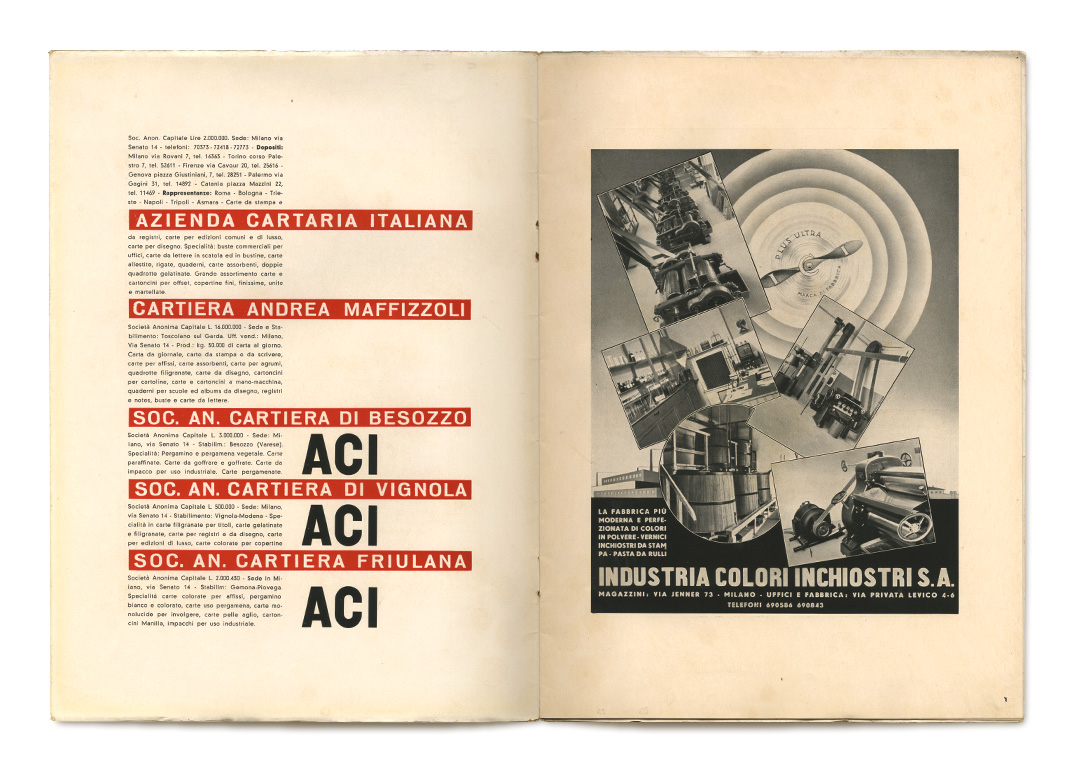 Soc. Anon. Capitale Lire 2.000.000. Sede: Milano via
Senato 14 - telefoni: 70373 - 72418 - 72773 - Depositi:
Milano via Rovani 7, tel. 16365 - Torino corso Pale-
stro 7, tel. 52611 - Firenze via Cavour 20, tel. 25616 -
Genova piazza Giustiniani, 7, tel. 28251 - Palermo via
Gagini 31, tel. 14892 - Catania piazza Mazzini 22,
tel. 11469 - Rappresentanze: Roma - Bologna - Trie-
ste - Napoli - Tripoli - Asmara - Carte da stampa e
AZIENDA CARTARIA ITALIANA
da registri, carte per edizioni comuni e di lusso,
carte per disegno. Specialità: buste commerciali per
uffici, carte da lettere in scatola ed in bustine, carte
allestite, rigate, quaderni, carte assorbenti, doppie
quadrotte gelatinate. Grande assortimento carte e
cartoncini per offset, copertine fini, finissime, unite
e martellate.
CARTIERA ANDREA MAFFIZZOLI
Società Anonima Capitale L. 16.000.000 - Sede e Sta-
bilimento: Toscolano sul Garda. Uff. vend.: Milano,
Via Senato 14 - Prod.: kg. 50.000 di carta al giorno.
Carta da giornale, carte da stampa e da scrivere,
carte per affissi, carte assorbenti, carte per agrumi,
quadrotte filigranate, carte da disegno, cartoncini
per cartoline, carte e cartoncini a mano-macchina,
quaderni per scuole ed albums da disegno, registri
e notes, buste e carte da lettere.
SOC. AN. CARTIERA DI BESOZZO
Società Anonima Capitale L. 3.000.000 - Sede: Mi-
lano, via Senato 14 - Stabilim.: Besozzo (Varese).
Specialità: Pergamino e pergamena vegetale. Carte
paraffinate. Carte da goffrare e goffrate. Carte da
impacco per uso industriale. Carte pergamenate.
ACI
SOC. AN. CARTIERA DI VIGNOLA
Società Anonima Capitale L. 500.000 - Sede: Milano,
via Senato 14 - Stabilimento: Vignola-Modena - Spe-
cialità in carte filigranate per titoli, carte gelatinate
e filigranate, carte per registri e da disegno, carte
per edizioni di lusso, carte colorate per copertine
ACI
SOC. AN. CARTIERA FRIULANA
Società Anonima Capitale L. 2.000.430 - Sede in Mi-
lano, via Senato 14 - Stabilim: Gemona-Piovega.
Specialità carte colorate per affissi, pergamino
bianco e colorato, carte uso pergamena, carte mo-
nolucide per involgere, carte pelle aglio, carton-
cini Manilla, impacchi per uso industriale.
ACI
PLUS ULTRA
MARCA DI FABBRICA
LA FABBRICA PIÙ
MODERNA E PERFE-
ZIONATA DI COLORI
IN POLVERE - VERNICI
INCHIOSTRI DA STAM
PA - PASTA DA RULLI
INDUSTRIA COLORI INCHIOSTRI S.A.
MAGAZZINI: VIA JENNER 73 - MILANO - UFFICI E FABBRICA: VIA PRIVATA LEVICO 4-6
TELEFONI 690586 690843
1